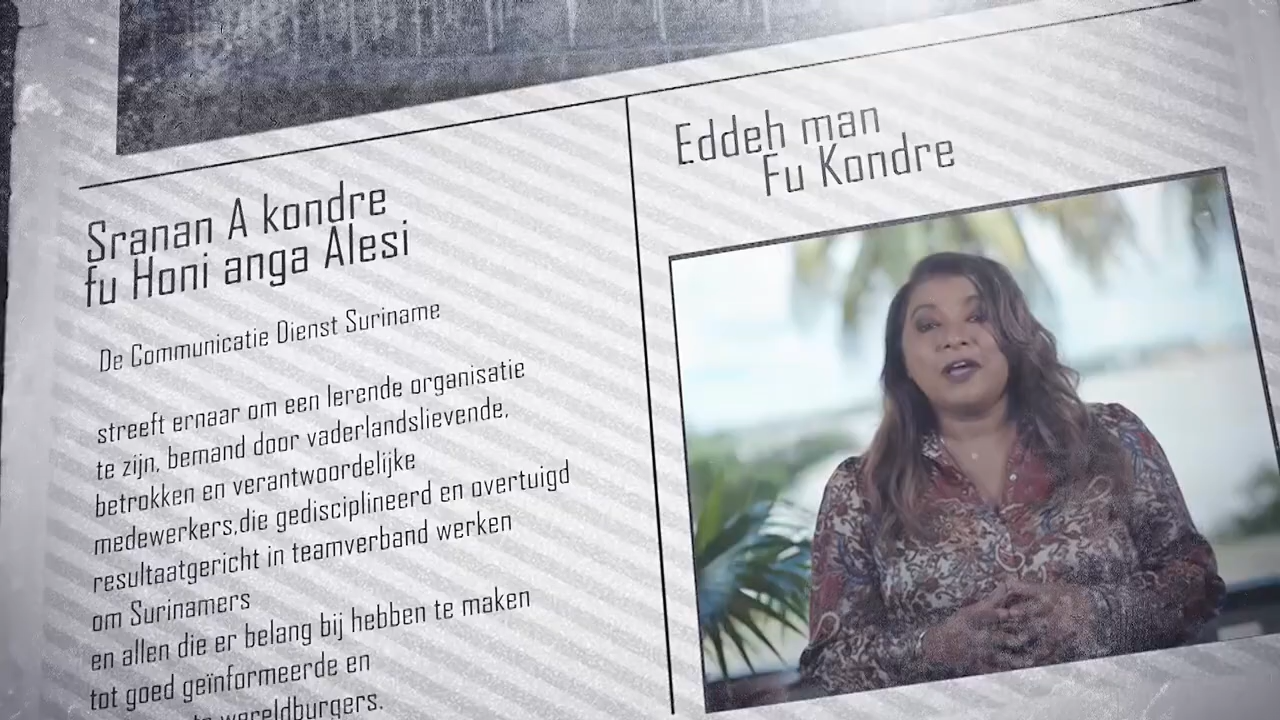 Sranan A kondre
fu Honi anga Alesi
De Communicatie Dienst Suriname
streeft ernaar om een lerende organisatie
te zijn, bemand door vaderlandslievende,
betrokken en verantwoordelijke
medewerkers,die gedisciplineerd en overtuigd
resultaatgericht in teamverband werken
om Surinamers
en allen die er belang bij hebben te maken
tot goed geïnformeerde en
wereldburgers.
Eddeh man
Fu Kondre